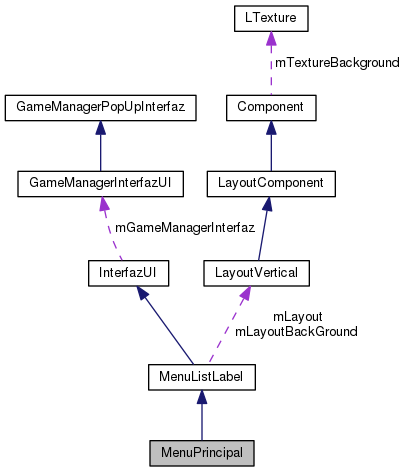 LTexture
mTextureBackground
GameManagerPopUpInterfaz
Component
GameManagerInterfazUI
LayoutComponent
mGameManagerInterfaz
InterfazUI
LayoutVertical
mLayout
mLayoutBackGround
MenuListLabel
MenuPrincipal